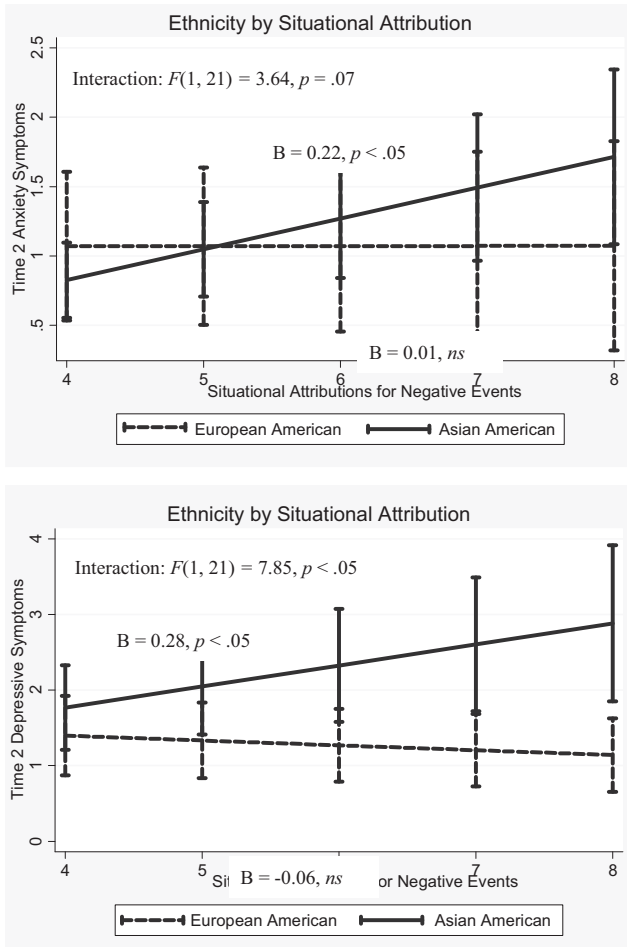 Ethnicity by Situational Attribution
2.5
Interaction: F(1, 21) = 3.64, p = .07
2
B = 0.22, p < .05
1.5
Time 2 Anxiety Symptoms
1
.5
B = 0.01, ns
4 5 6 7 8
Situational Attributions for Negative Events
European American Asian American
Ethnicity by Situational Attribution
4
Interaction: F(1, 21) = 7.85, p < .05
3
B = 0.28, p < .05
2
Time 2 Depressive Symptoms
1
0
4 5 7 8
B = -0.06, ns
or Negative Events
European American Asian American